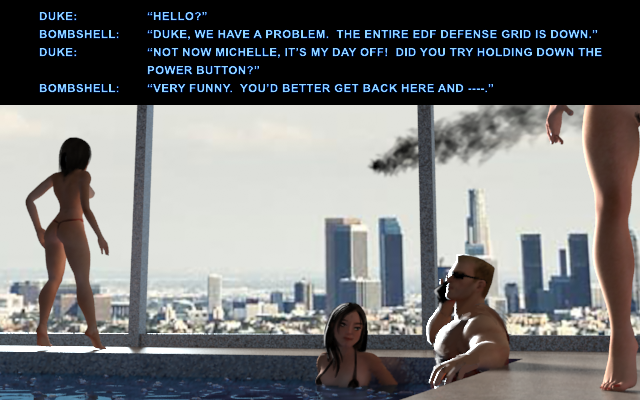 DUKE: “HELLO?”
BOMBSHELL: “DUKE, WE HAVE A PROBLEM. THE ENTIRE EDF DEFENSE GRID IS DOWN.”
DUKE: “NOT NOW MICHELLE, IT’S MY DAY OFF! DID YOU TRY HOLDING DOWN THE
POWER BUTTON?”
BOMBSHELL: “VERY FUNNY. YOU’D BETTER GET BACK HERE AND ----.”